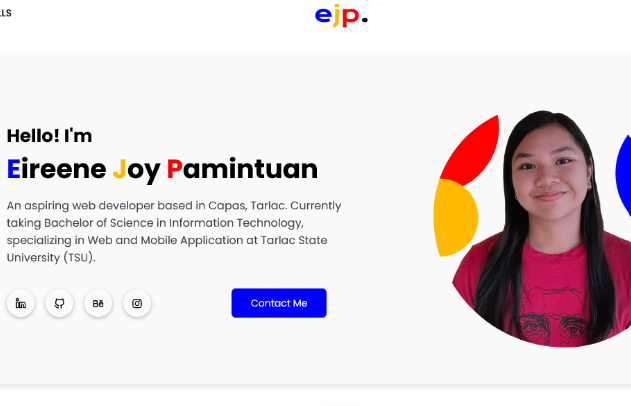 LLS
ejp.
Hello! I'm
Eireene Joy Pamintuan
An aspiring web developer based in Capas, Tarlac. Currently
taking Bachelor of Science in Information Technology,
specializing in Web and Mobile Application at Tarlac State
University (TSU).
in
Bē
Contact Me